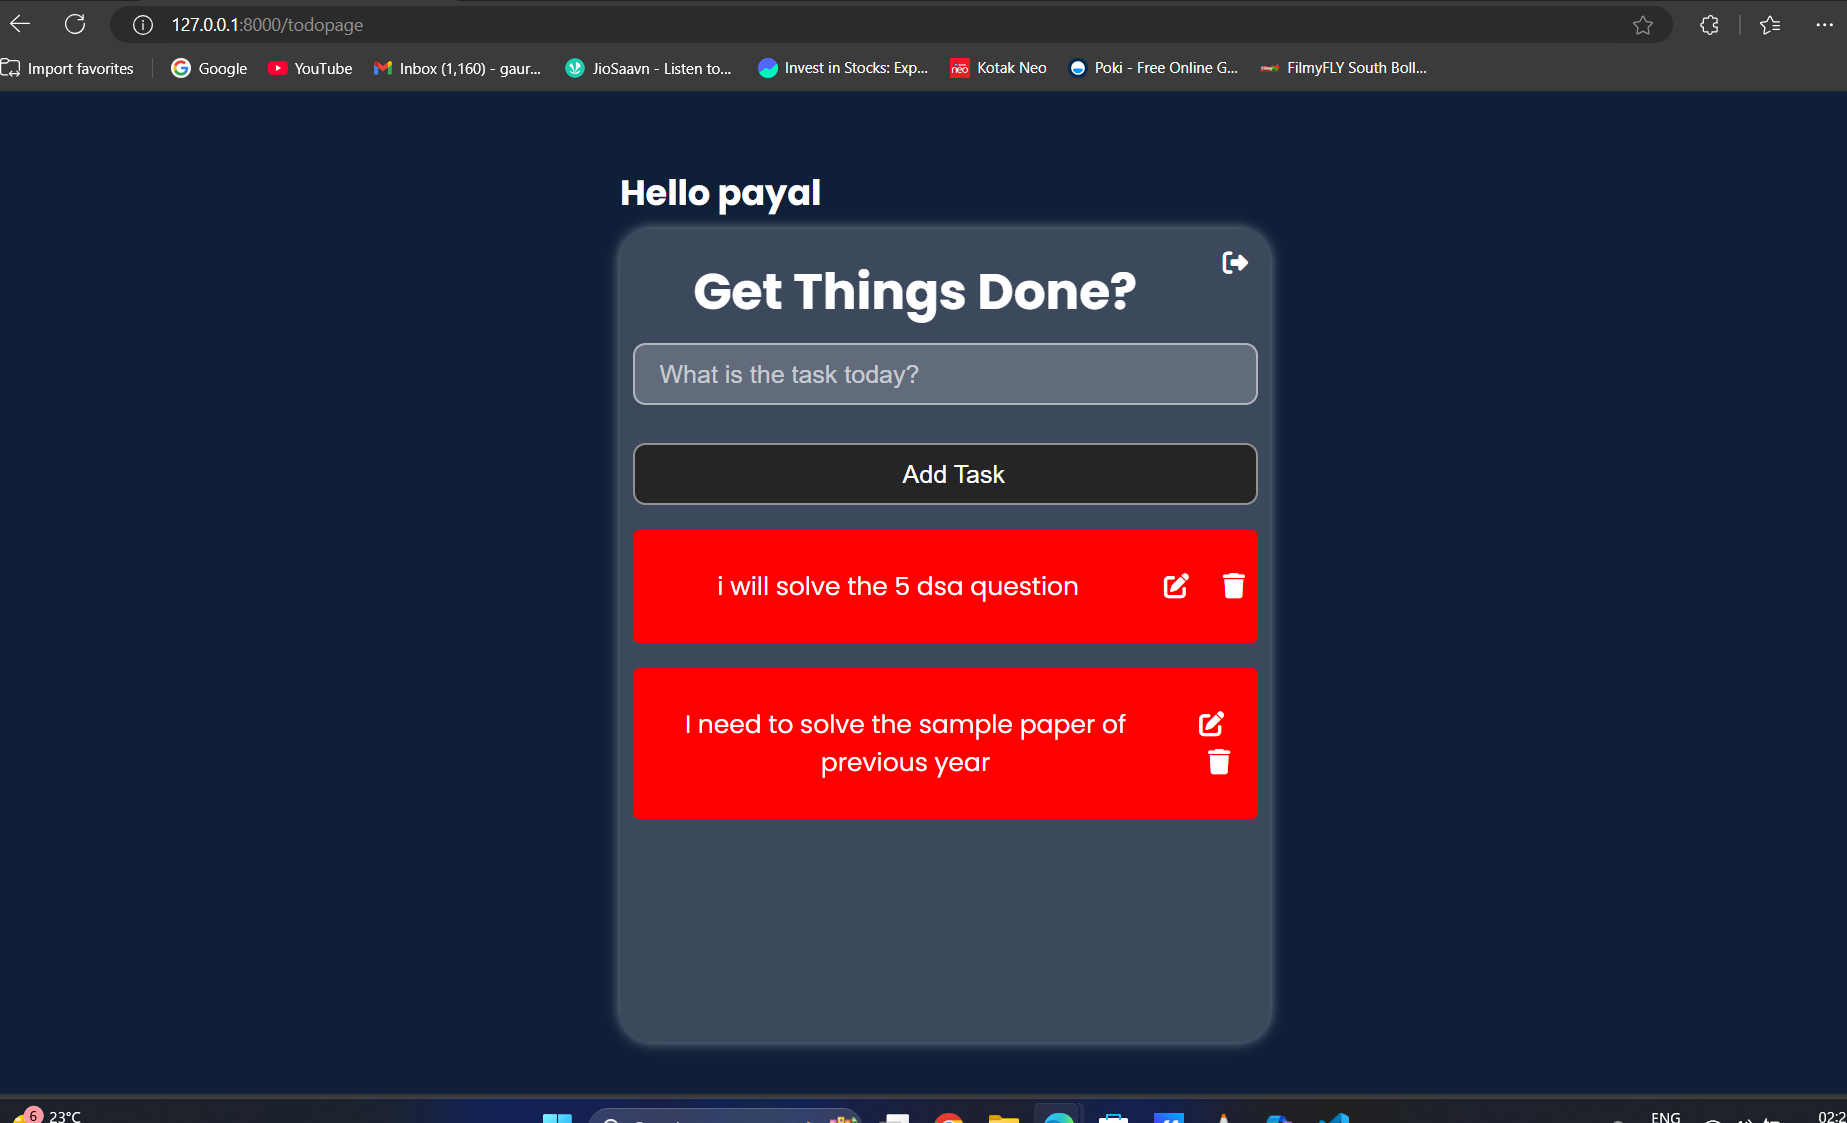 127.0.0.1:8000/todopage
Import favorites
Google
YouTube
Inbox (1,160) - gaur...
JioSaavn - Listen to...
Invest in Stocks: Exp...
neo
Kotak Neo
Poki - Free Online G...
FilmyFLY South Boll...
Hello payal
Get Things Done?
What is the task today?
Add Task
i will solve the 5 dsa question
I need to solve the sample paper of
previous year
6
23°C
ENG
02:2